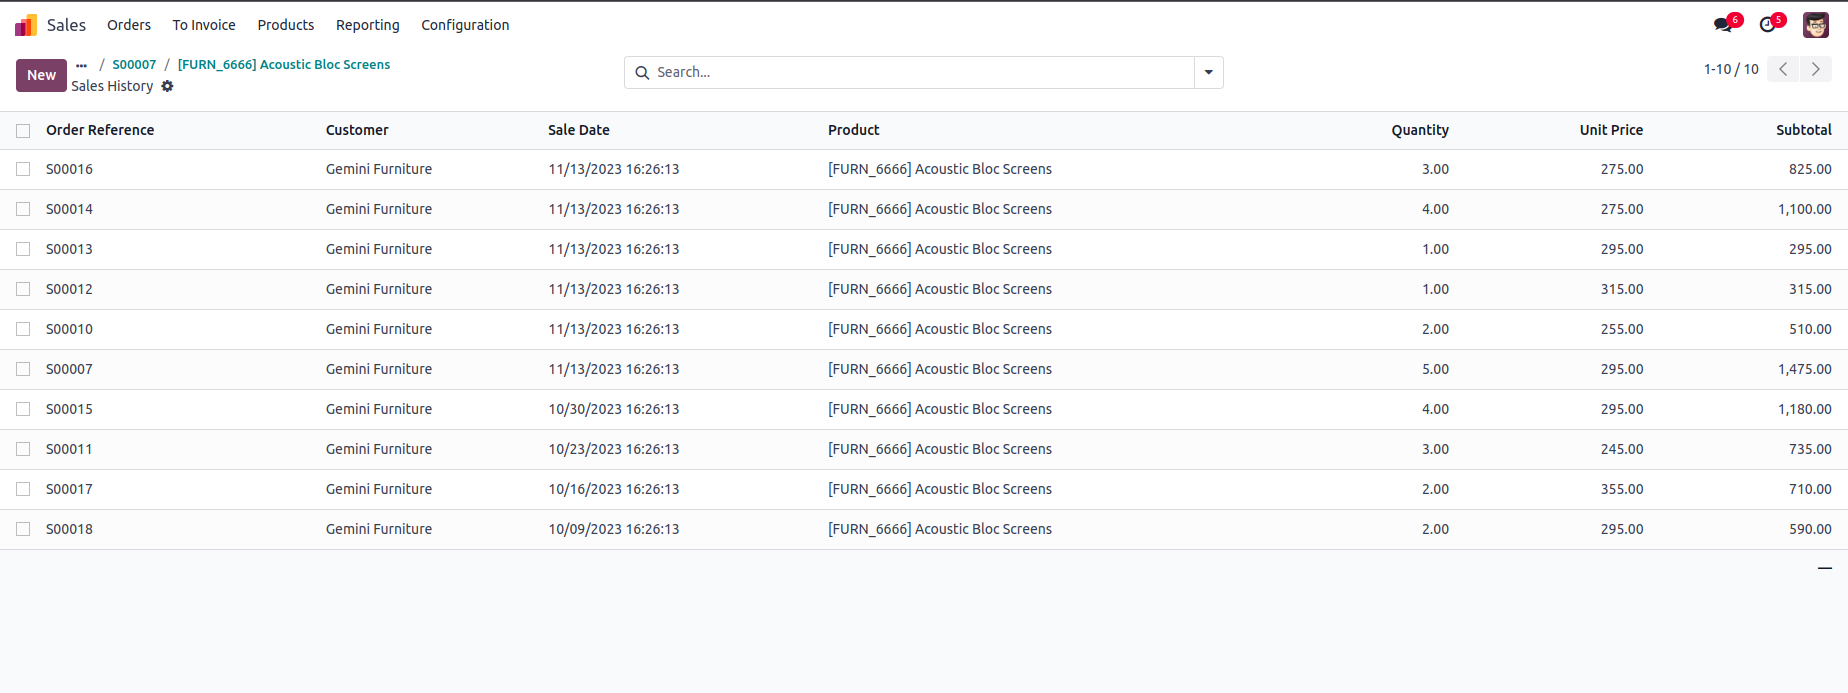 Sales Orders To Invoice Products Reporting Configuration 6 5
New ... / S00007 / [FURN_6666] Acoustic Bloc Screens
Sales History
Search...
1-10 / 10
Order Reference Customer Sale Date Product Quantity Unit Price Subtotal
S00016 Gemini Furniture 11/13/2023 16:26:13 [FURN_6666] Acoustic Bloc Screens 3.00 275.00 825.00
S00014 Gemini Furniture 11/13/2023 16:26:13 [FURN_6666] Acoustic Bloc Screens 4.00 275.00 1,100.00
S00013 Gemini Furniture 11/13/2023 16:26:13 [FURN_6666] Acoustic Bloc Screens 1.00 295.00 295.00
S00012 Gemini Furniture 11/13/2023 16:26:13 [FURN_6666] Acoustic Bloc Screens 1.00 315.00 315.00
S00010 Gemini Furniture 11/13/2023 16:26:13 [FURN_6666] Acoustic Bloc Screens 2.00 255.00 510.00
S00007 Gemini Furniture 11/13/2023 16:26:13 [FURN_6666] Acoustic Bloc Screens 5.00 295.00 1,475.00
S00015 Gemini Furniture 10/30/2023 16:26:13 [FURN_6666] Acoustic Bloc Screens 4.00 295.00 1,180.00
S00011 Gemini Furniture 10/23/2023 16:26:13 [FURN_6666] Acoustic Bloc Screens 3.00 245.00 735.00
S00017 Gemini Furniture 10/16/2023 16:26:13 [FURN_6666] Acoustic Bloc Screens 2.00 355.00 710.00
S00018 Gemini Furniture 10/09/2023 16:26:13 [FURN_6666] Acoustic Bloc Screens 2.00 295.00 590.00
—